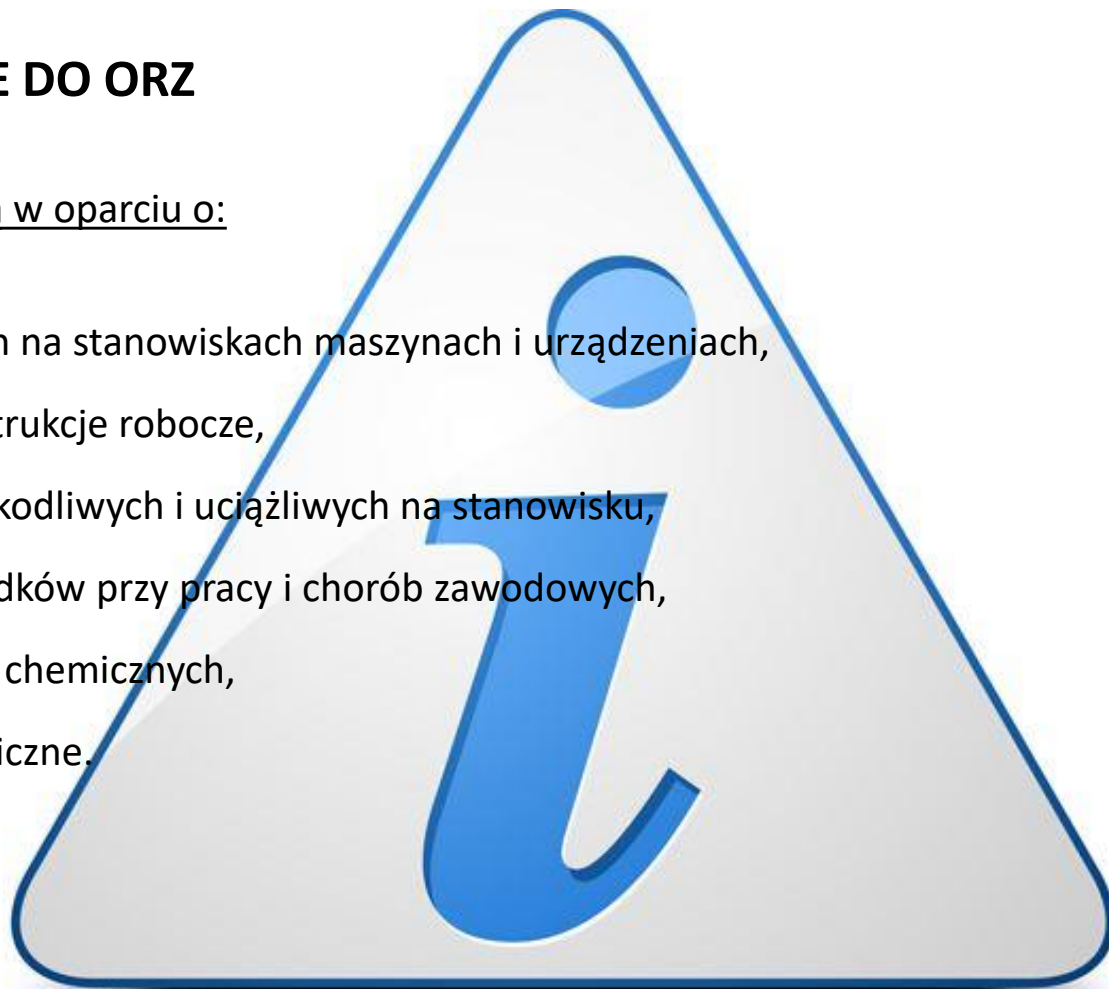 E DO ORZ
w oparciu o:
na stanowiskach maszynach i urządzeniach,
trukcje robocze,
kodliwych i uciążliwych na stanowisku,
dków przy pracy i chorób zawodowych,
chemicznych,
iczne.